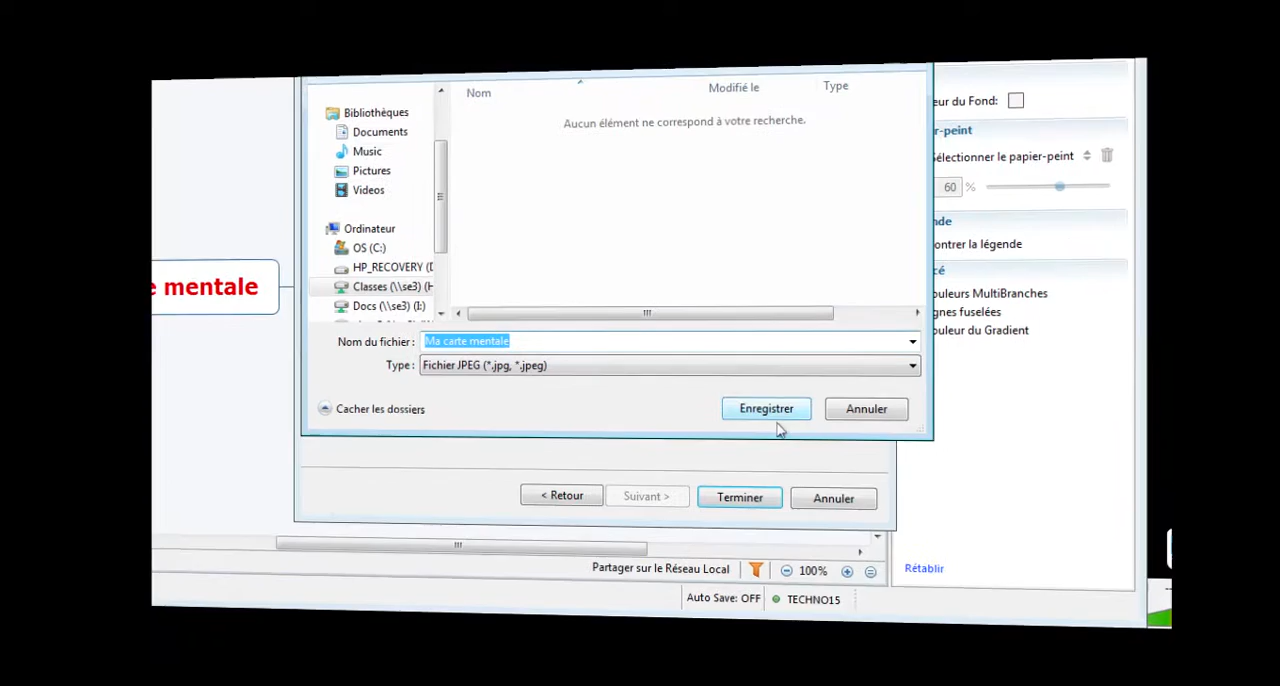 Nom Modifié le Type
Aucun élément ne correspond à votre recherche.
Bibliothèques
Documents
Music
Pictures
Videos
Ordinateur
OS (C:)
HP_RECOVERY (
Classes (\\se3) (H
Docs (\\se3) (I:)
Nom du fichier : Ma carte mentale
Type : Fichier JPEG (*.jpg, *.jpeg)
Cacher les dossiers
Enregistrer Annuler
< Retour Suivant > Terminer Annuler
e mentale
eur du Fond:
r-peint
Sélectionner le papier-peint
60 %
nde
ontrer la légende
cé
ouleurs MultiBranches
gnes fuselées
ouleur du Gradient
Rétablir
Partager sur le Réseau Local 100%
Auto Save: OFF TECHNO15